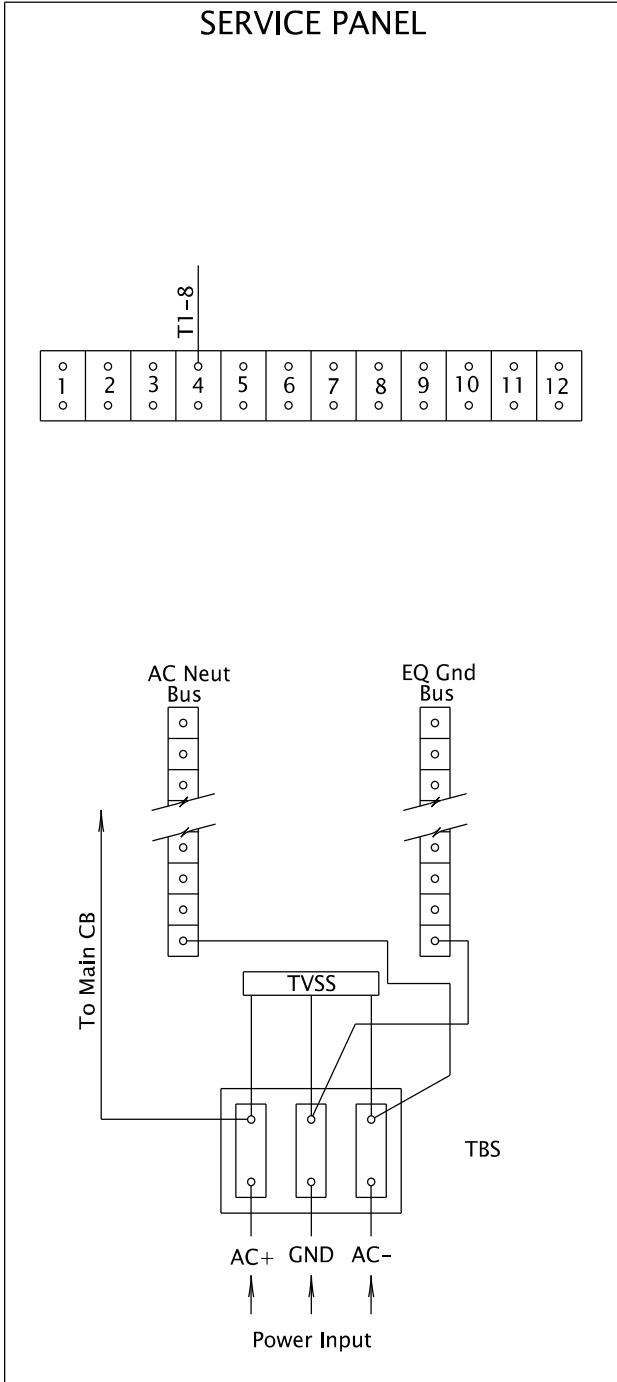 SERVICE PANEL
T1-8
1 2 3 4 5 6 7 8 9 10 11 12
AC Neut
Bus
EQ Gnd
Bus
To Main CB
TVSS
TBS
AC+ GND AC-
Power Input